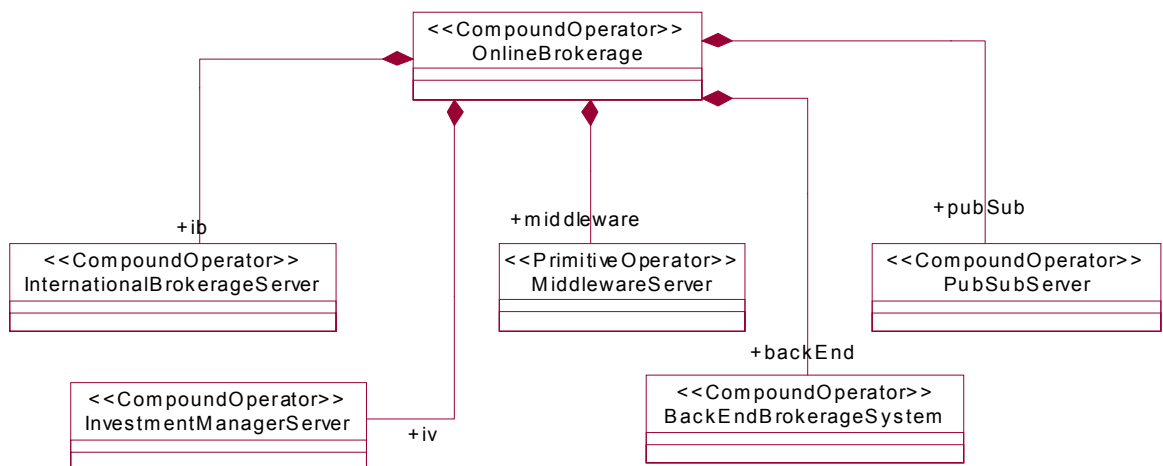 <<CompoundOperator>>
OnlineBrokerage
+ib
+middleware
+pubSub
<<CompoundOperator>>
InternationalBrokerageServer
<<PrimitiveOperator>>
MiddlewareServer
<<CompoundOperator>>
PubSubServer
+backEnd
<<CompoundOperator>>
InvestmentManagerServer
+iv
<<CompoundOperator>>
BackEndBrokerageSystem